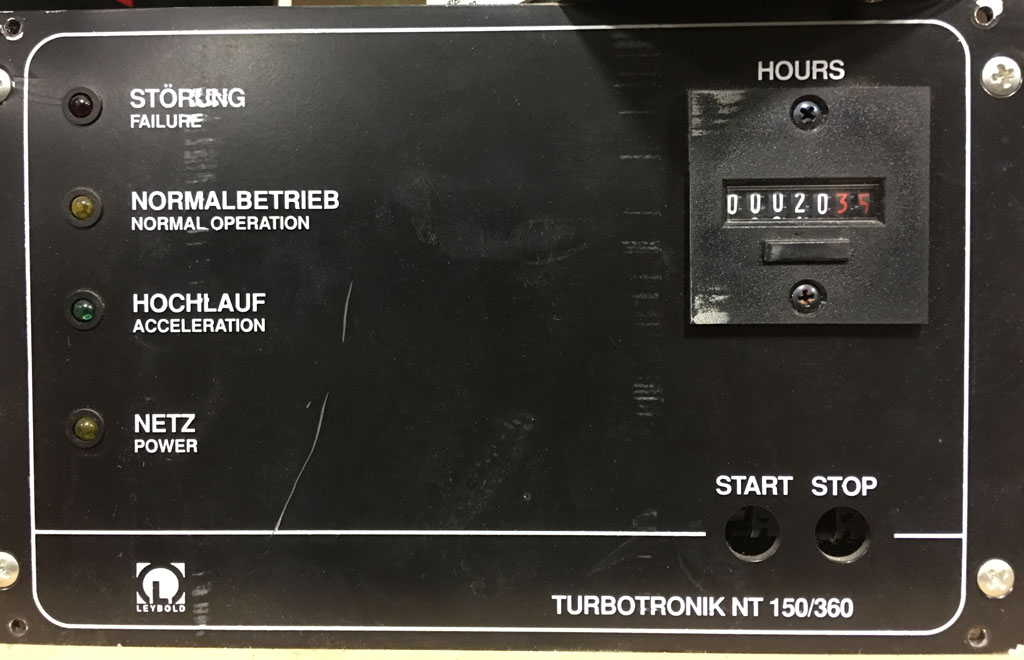 STÖRUNG
FAILURE
NORMALBETRIEB
NORMAL OPERATION
HOCHLAUF
ACCELERATION
NETZ
POWER
HOURS
0002035
START STOP
LEYBOLD
TURBOTRONIK NT 150/360